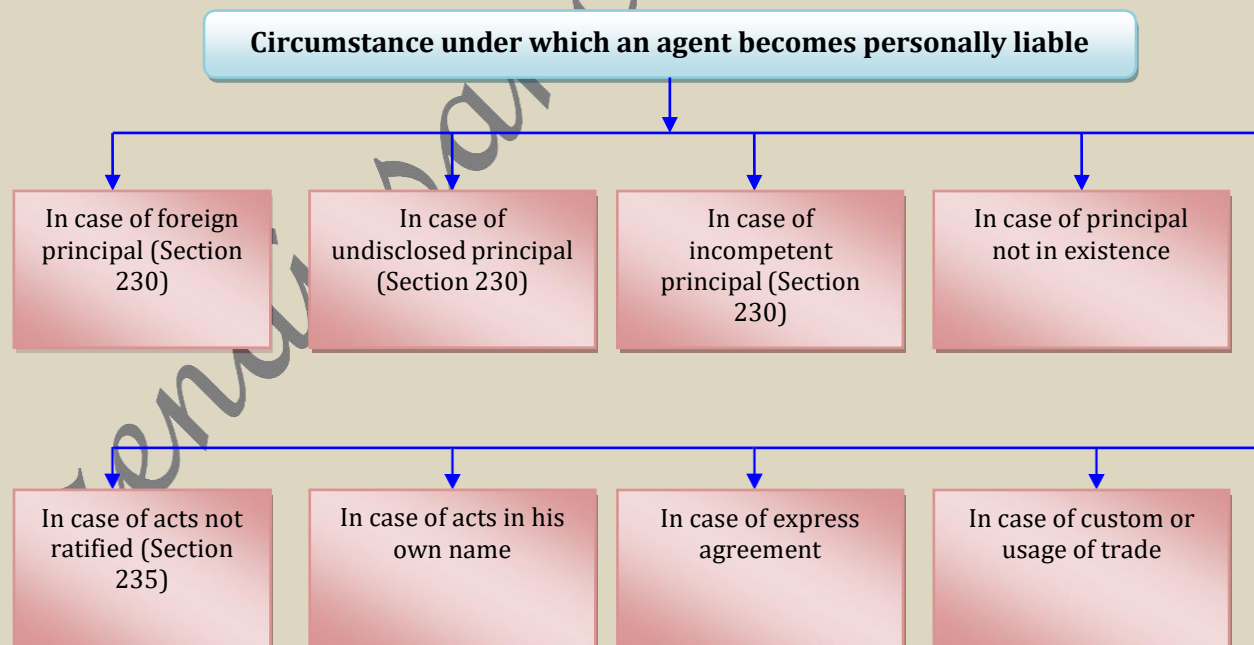 Circumstance under which an agent becomes personally liable
In case of foreign
principal (Section
230)
In case of
undisclosed principal
(Section 230)
In case of
incompetent
principal (Section
230)
In case of principal
not in existence
In case of acts not
ratified (Section
235)
In case of acts in his
own name
In case of express
agreement
In case of custom or
usage of trade